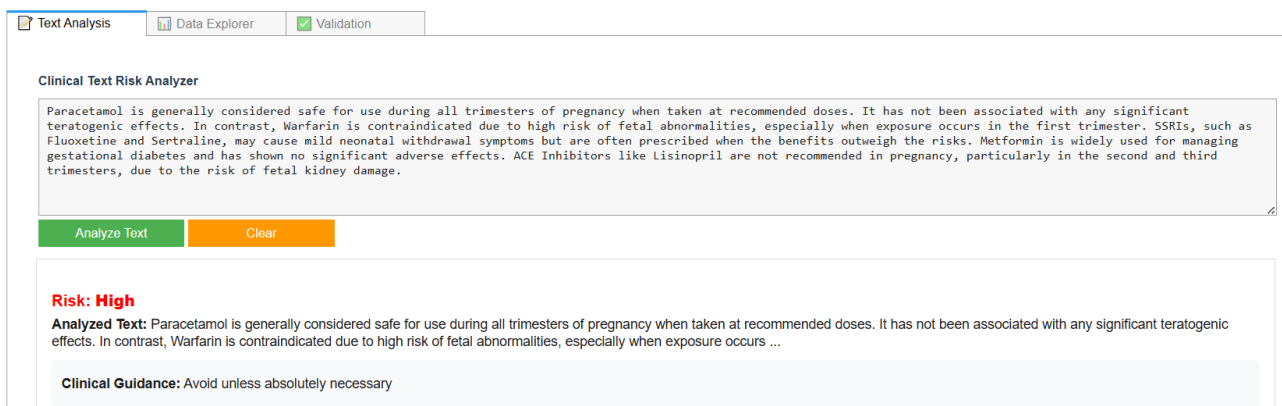 Text Analysis
Data Explorer
Validation
Clinical Text Risk Analyzer
Paracetamol is generally considered safe for use during all trimesters of pregnancy when taken at recommended doses. It has not been associated with any significant
teratogenic effects. In contrast, Warfarin is contraindicated due to high risk of fetal abnormalities, especially when exposure occurs in the first trimester. SSRIs, such as
Fluoxetine and Sertraline, may cause mild neonatal withdrawal symptoms but are often prescribed when the benefits outweigh the risks. Metformin is widely used for managing
gestational diabetes and has shown no significant adverse effects. ACE Inhibitors like Lisinopril are not recommended in pregnancy, particularly in the second and third
trimesters, due to the risk of fetal kidney damage.
Analyze Text
Clear
Risk: High
Analyzed Text: Paracetamol is generally considered safe for use during all trimesters of pregnancy when taken at recommended doses. It has not been associated with any significant teratogenic
effects. In contrast, Warfarin is contraindicated due to high risk of fetal abnormalities, especially when exposure occurs ...
Clinical Guidance: Avoid unless absolutely necessary